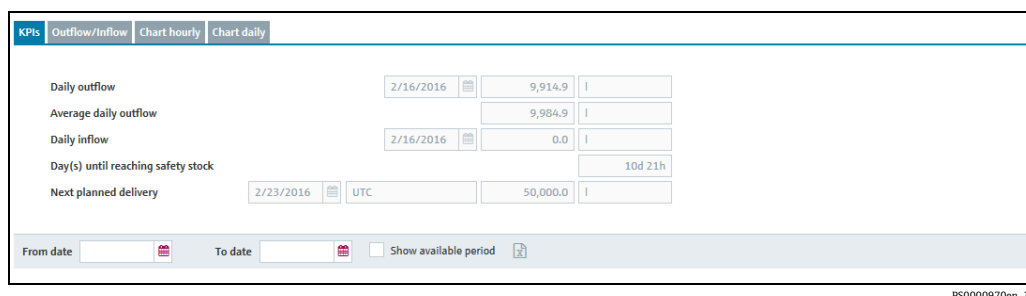 KPIs Outflow/Inflow Chart hourly Chart daily
Daily outflow 2/16/2016 9,914.9 l
Average daily outflow 9,984.9 l
Daily inflow 2/16/2016 0.0 l
Day(s) until reaching safety stock 10d 21h
Next planned delivery 2/23/2016 UTC 50,000.0 l
From date To date Show available period